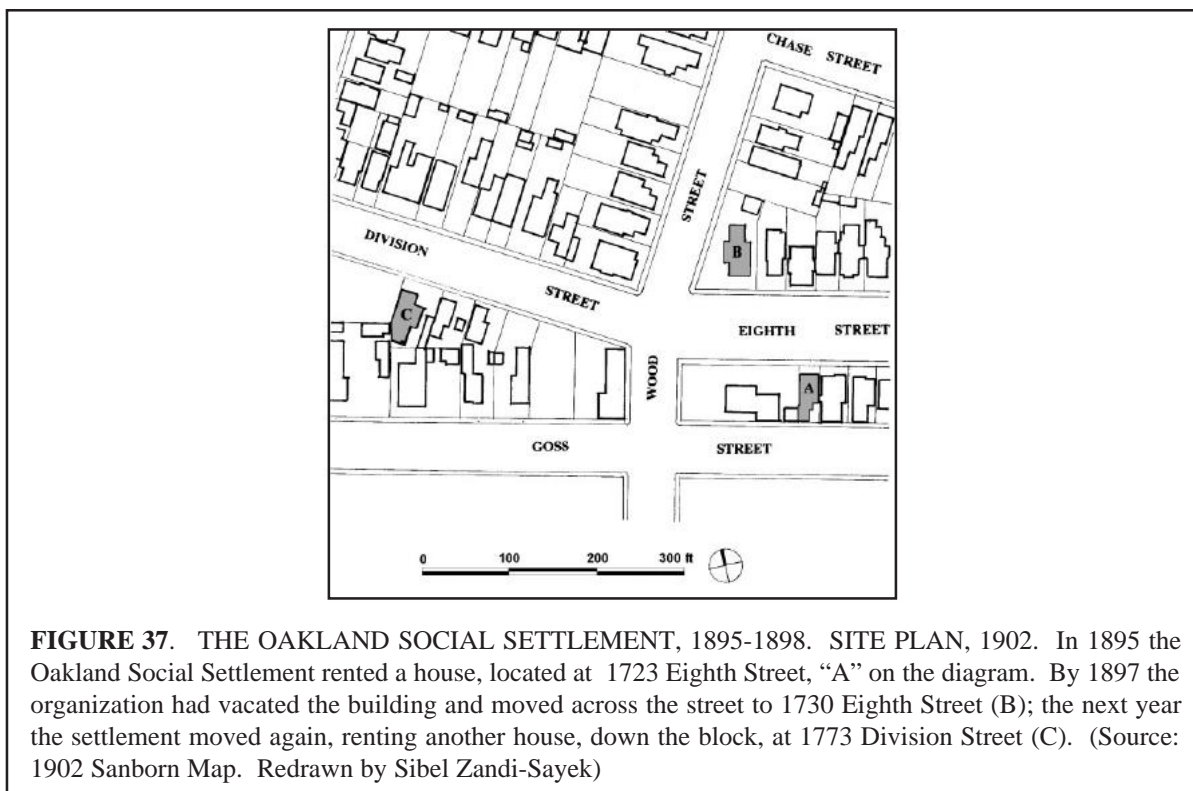 CHASE STREET
STREET
B
DIVISION
STREET
C
EIGHTH STREET
WOOD
A
GOSS STREET
0 100 200 300 ft
FIGURE 37. THE OAKLAND SOCIAL SETTLEMENT, 1895-1898. SITE PLAN, 1902. In 1895 the
Oakland Social Settlement rented a house, located at 1723 Eighth Street, “A” on the diagram. By 1897 the
organization had vacated the building and moved across the street to 1730 Eighth Street (B); the next year
the settlement moved again, renting another house, down the block, at 1773 Division Street (C). (Source:
1902 Sanborn Map. Redrawn by Sibel Zandi-Sayek)